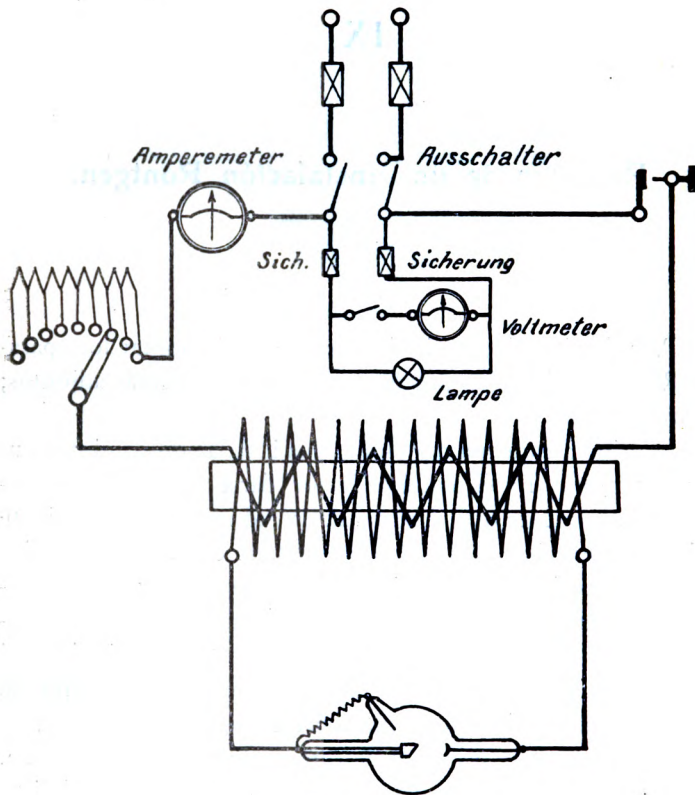 Amperemeter
Ausschalter
Sich.
Sicherung
Voltmeter
Lampe